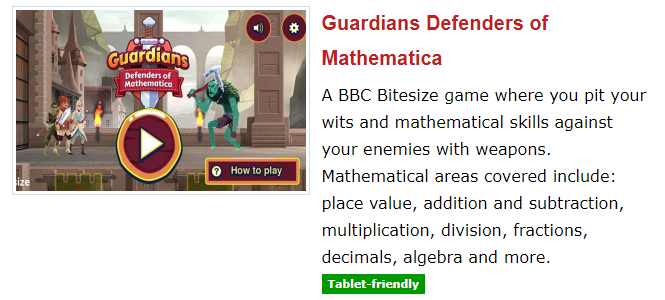 Guardians
Defenders of
Mathematica
How to play
size
Guardians Defenders of
Mathematica
A BBC Bitesize game where you pit your
wits and mathematical skills against
your enemies with weapons.
Mathematical areas covered include:
place value, addition and subtraction,
multiplication, division, fractions,
decimals, algebra and more.
Tablet-friendly